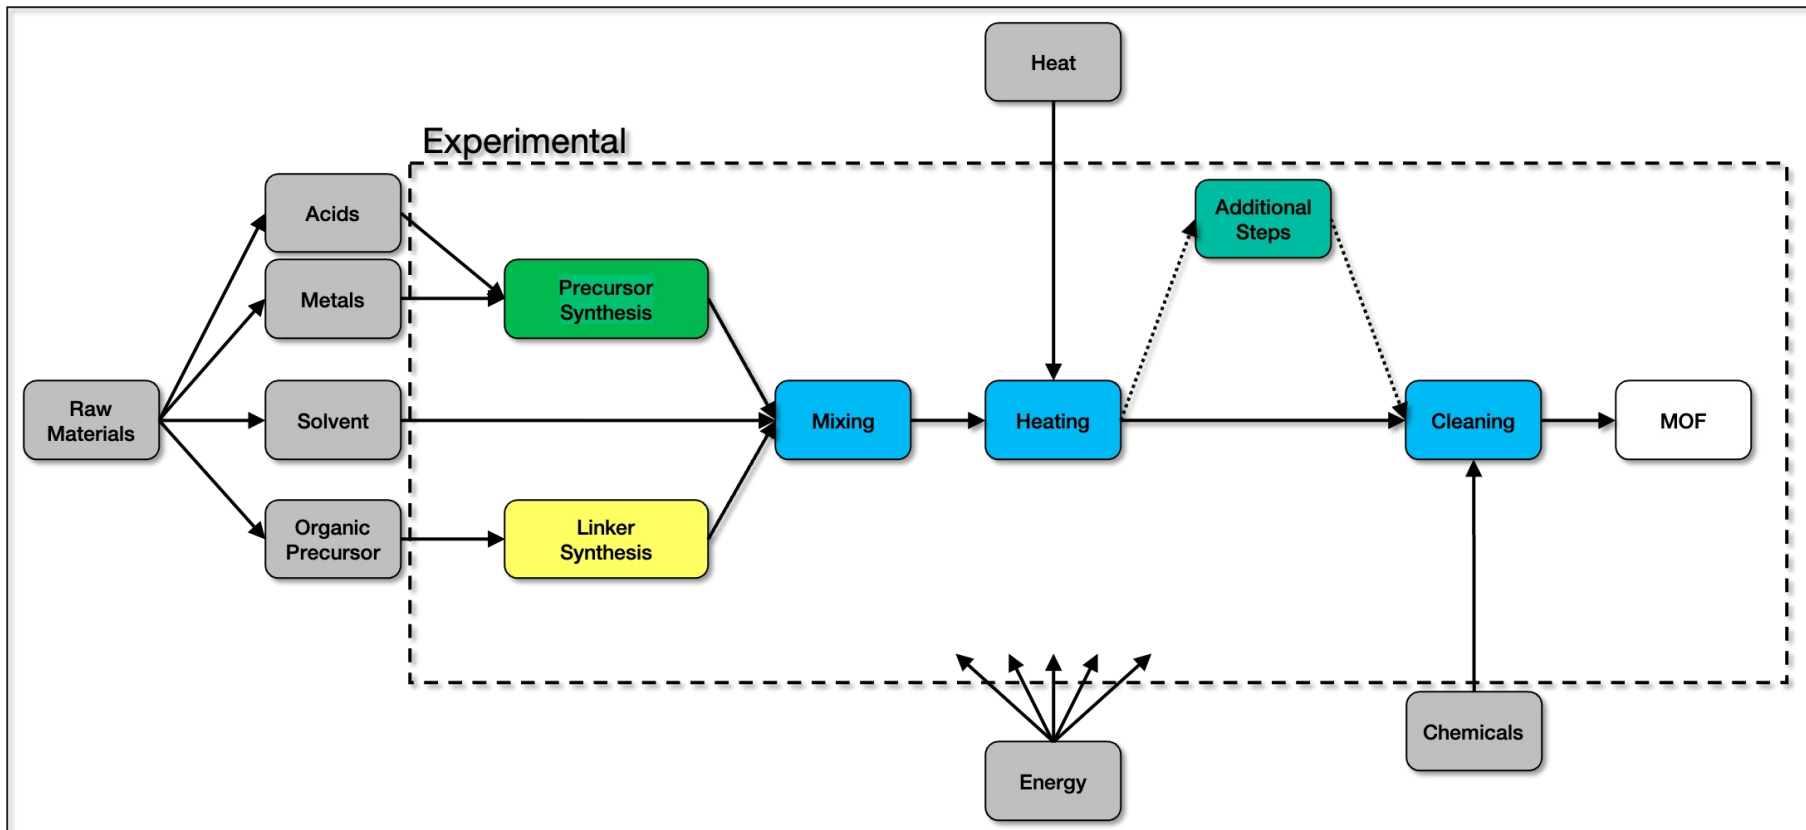 Heat
Experimental
Acids
Additional
Steps
Metals
Precursor
Synthesis
Raw
Materials
Solvent
Mixing
Heating
Cleaning
MOF
Organic
Precursor
Linker
Synthesis
Chemicals
Energy